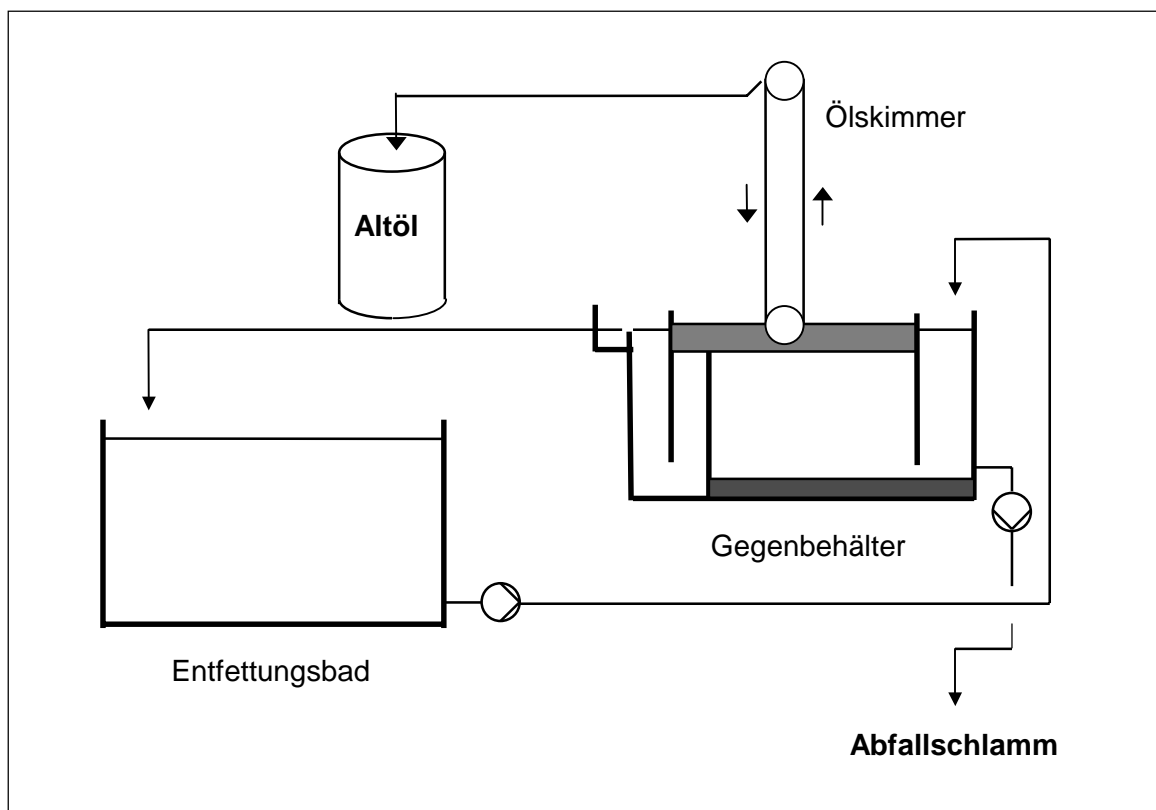 Ölskimmer
Altöl
Gegenbehälter
Entfettungsbad
Abfallschlamm